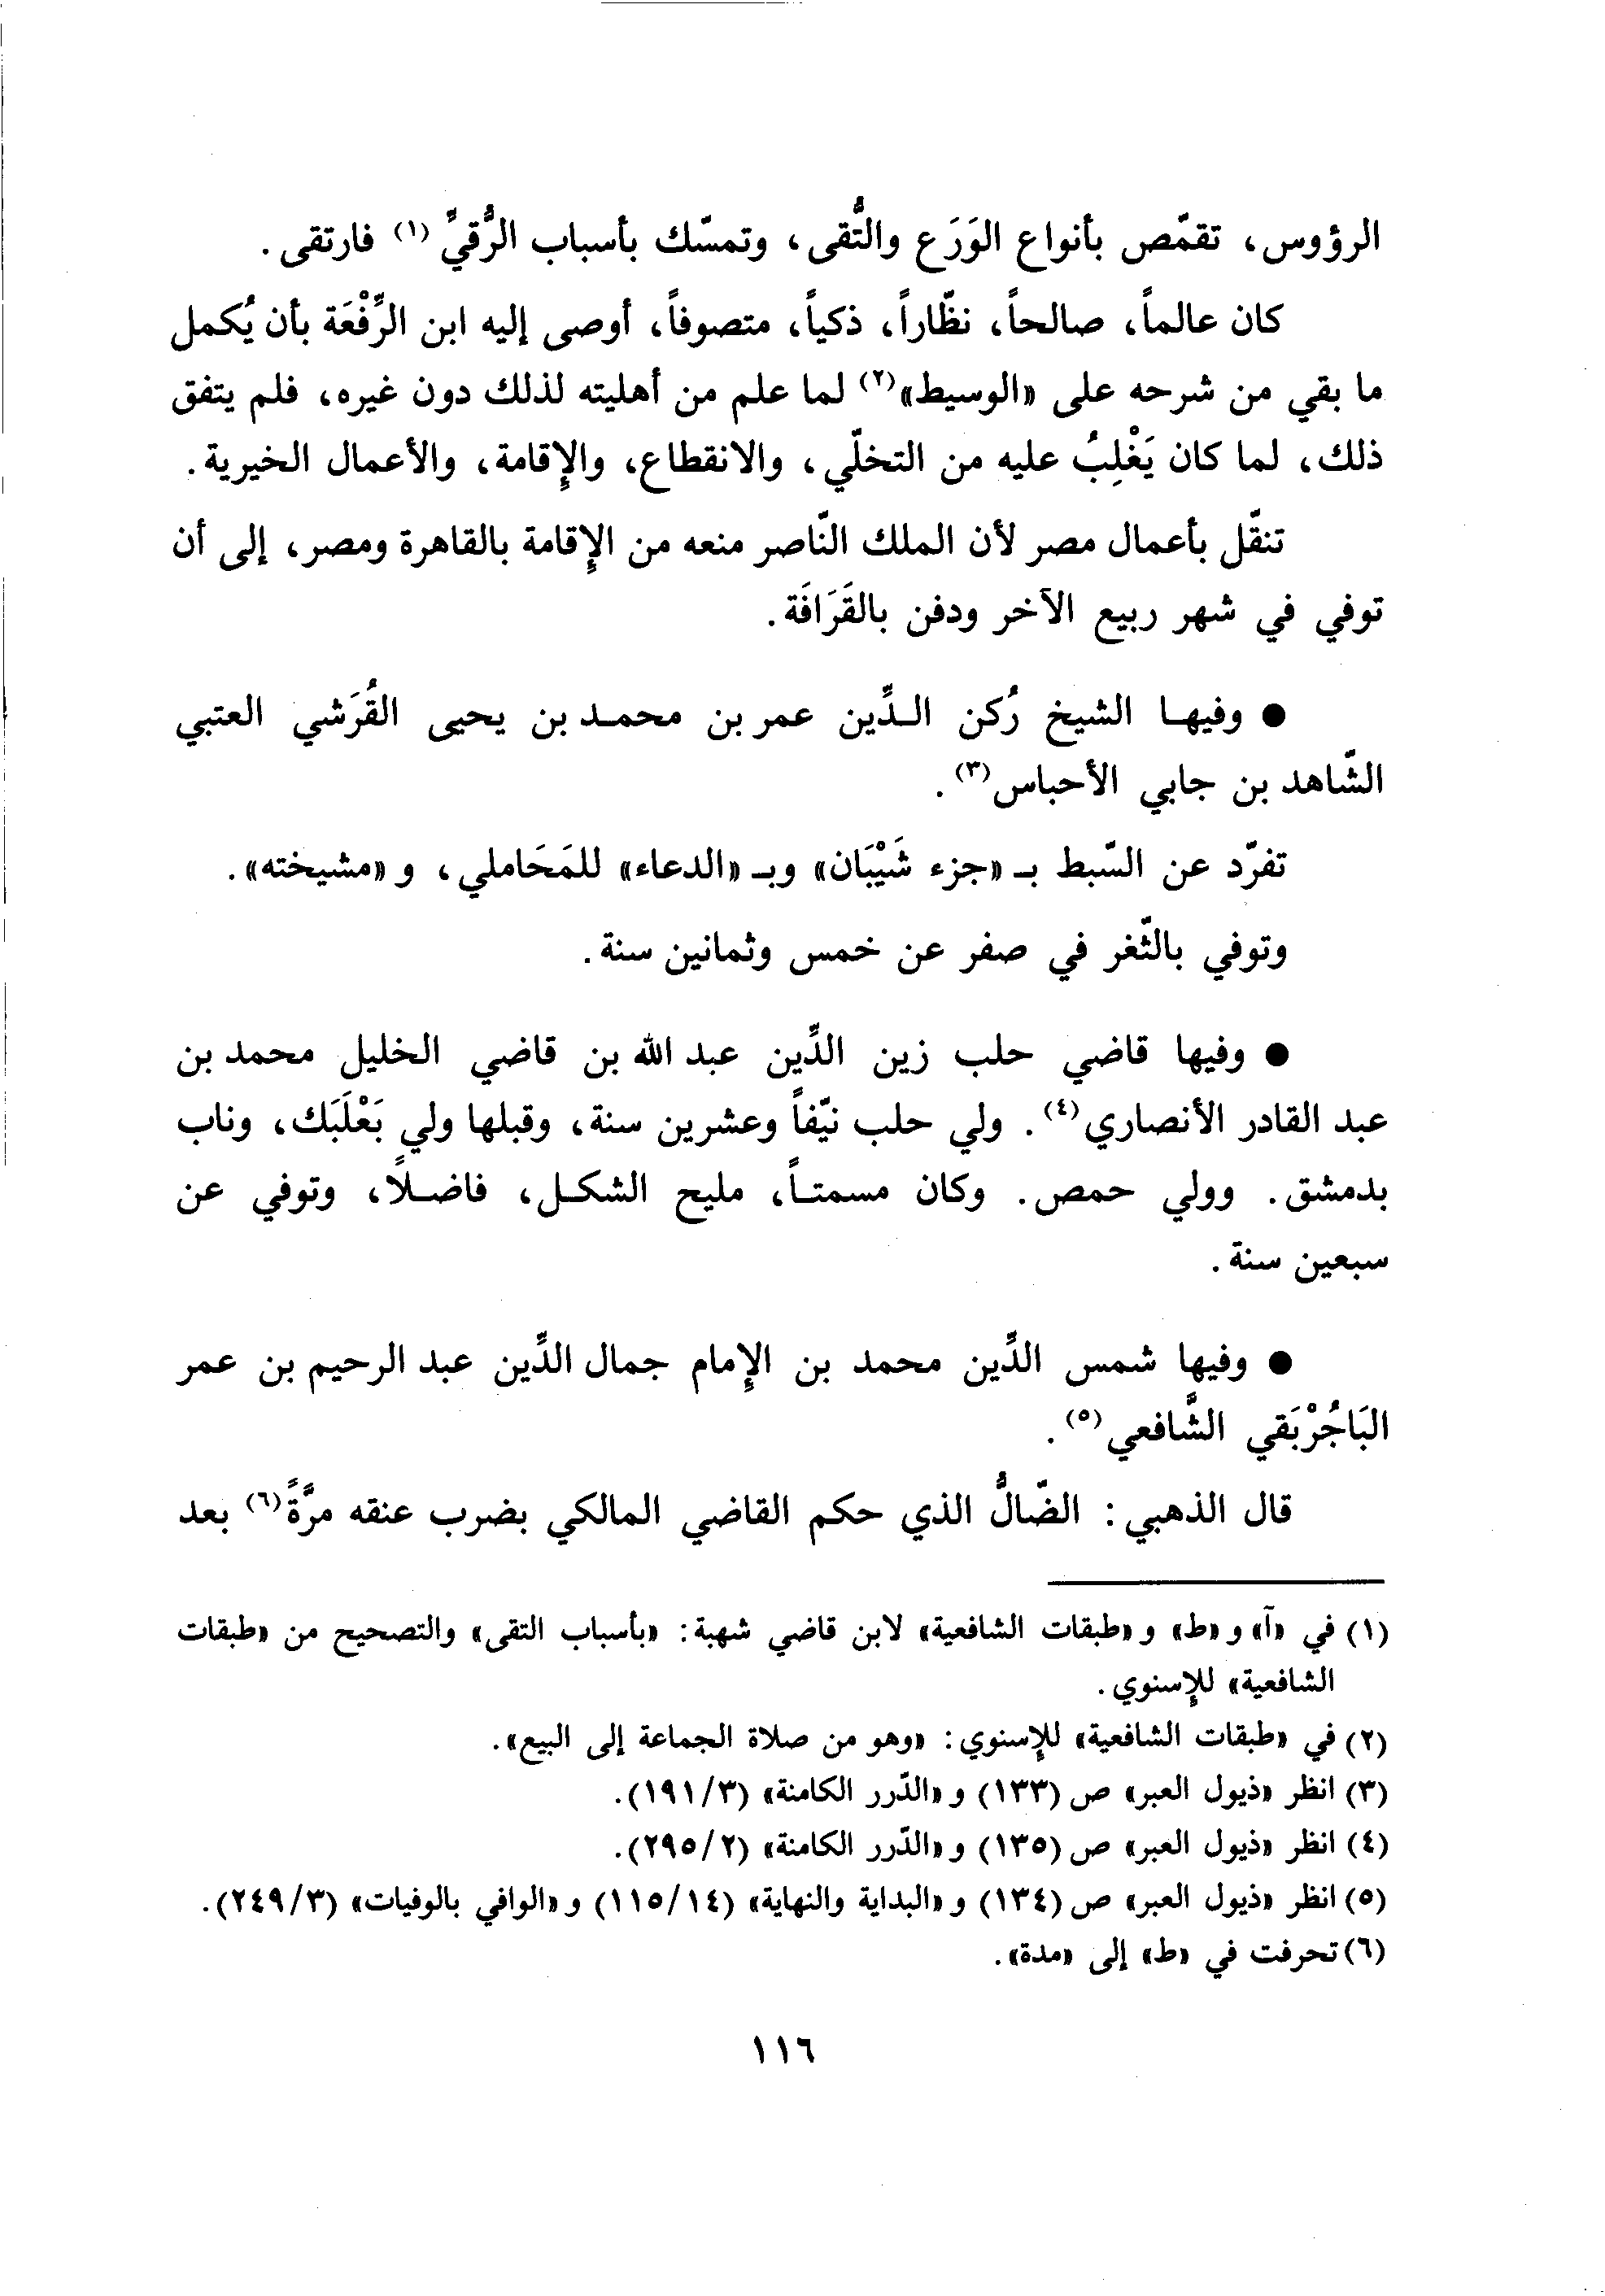 الرؤوس، تقمّص بأنواع الوَرَع والتُّقى، وتمسّك بأسباب الرُّقيِّ (١) فارتقى.
كان عالماً، صالحاً، نظّاراً، ذكياً، متصوفاً، أوصى إليه ابن الرِّفْعَة بأن يُكمل
ما بقي من شرحه على «الوسيط»(٢) لما علم من أهليته لذلك دون غيره، فلم يتفق
ذلك، لما كان يَغْلِبُ عليه من التخلّي، والانقطاع، والإقامة، والأعمال الخيرية.
تنقّل بأعمال مصر لأن الملك النّاصر منعه من الإقامة بالقاهرة ومصر، إلى أن
توفي في شهر ربيع الآخر ودفن بالقَرَافَة.
● وفيها الشيخ رُكن الدِّين عمر بن محمد بن يحيى القُرَشي العتبي
الشّاهد بن جابي الأحباس(٣).
تفرّد عن السّبط بـ «جزء شَيْبَان» وبـ «الدعاء» للمَحَاملي، و «مشيخته».
وتوفي بالثّغر في صفر عن خمس وثمانين سنة.
● وفيها قاضي حلب زين الدِّين عبد الله بن قاضي الخليل محمد بن
عبد القادر الأنصاري(٤). ولي حلب نيّفاً وعشرين سنة، وقبلها ولي بَعْلَبَك، وناب
بدمشق. وولي حمص. وكان مسمتاً، مليح الشكل، فاضلاً، وتوفي عن
سبعين سنة.
● وفيها شمس الدِّين محمد بن الإمام جمال الدِّين عبد الرحيم بن عمر
البَاجُرْبَقي الشَّافعي(٥).
قال الذهبي: الضّالُّ الذي حكم القاضي المالكي بضرب عنقه مرَّةً(٦) بعد
(١) في «آ» و «ط» و «طبقات الشافعية» لابن قاضي شهبة: «بأسباب التقى» والتصحيح من «طبقات
الشافعية» للإسنوي.
(٢) في «طبقات الشافعية» للإسنوي: «وهو من صلاة الجماعة إلى البيع».
(٣) انظر «ذيول العبر» ص (١٣٣) و «الدّرر الكامنة» (٣/ ١٩١).
(٤) انظر «ذيول العبر» ص (١٣٥) و «الدّرر الكامنة» (٢/ ٢٩٥).
(٥) انظر «ذيول العبر» ص (١٣٤) و «البداية والنهاية» (١٤/ ١١٥) و «الوافي بالوفيات» (٣/ ٢٤٩).
(٦) تحرفت في «ط» إلى «مدة».
١١٦